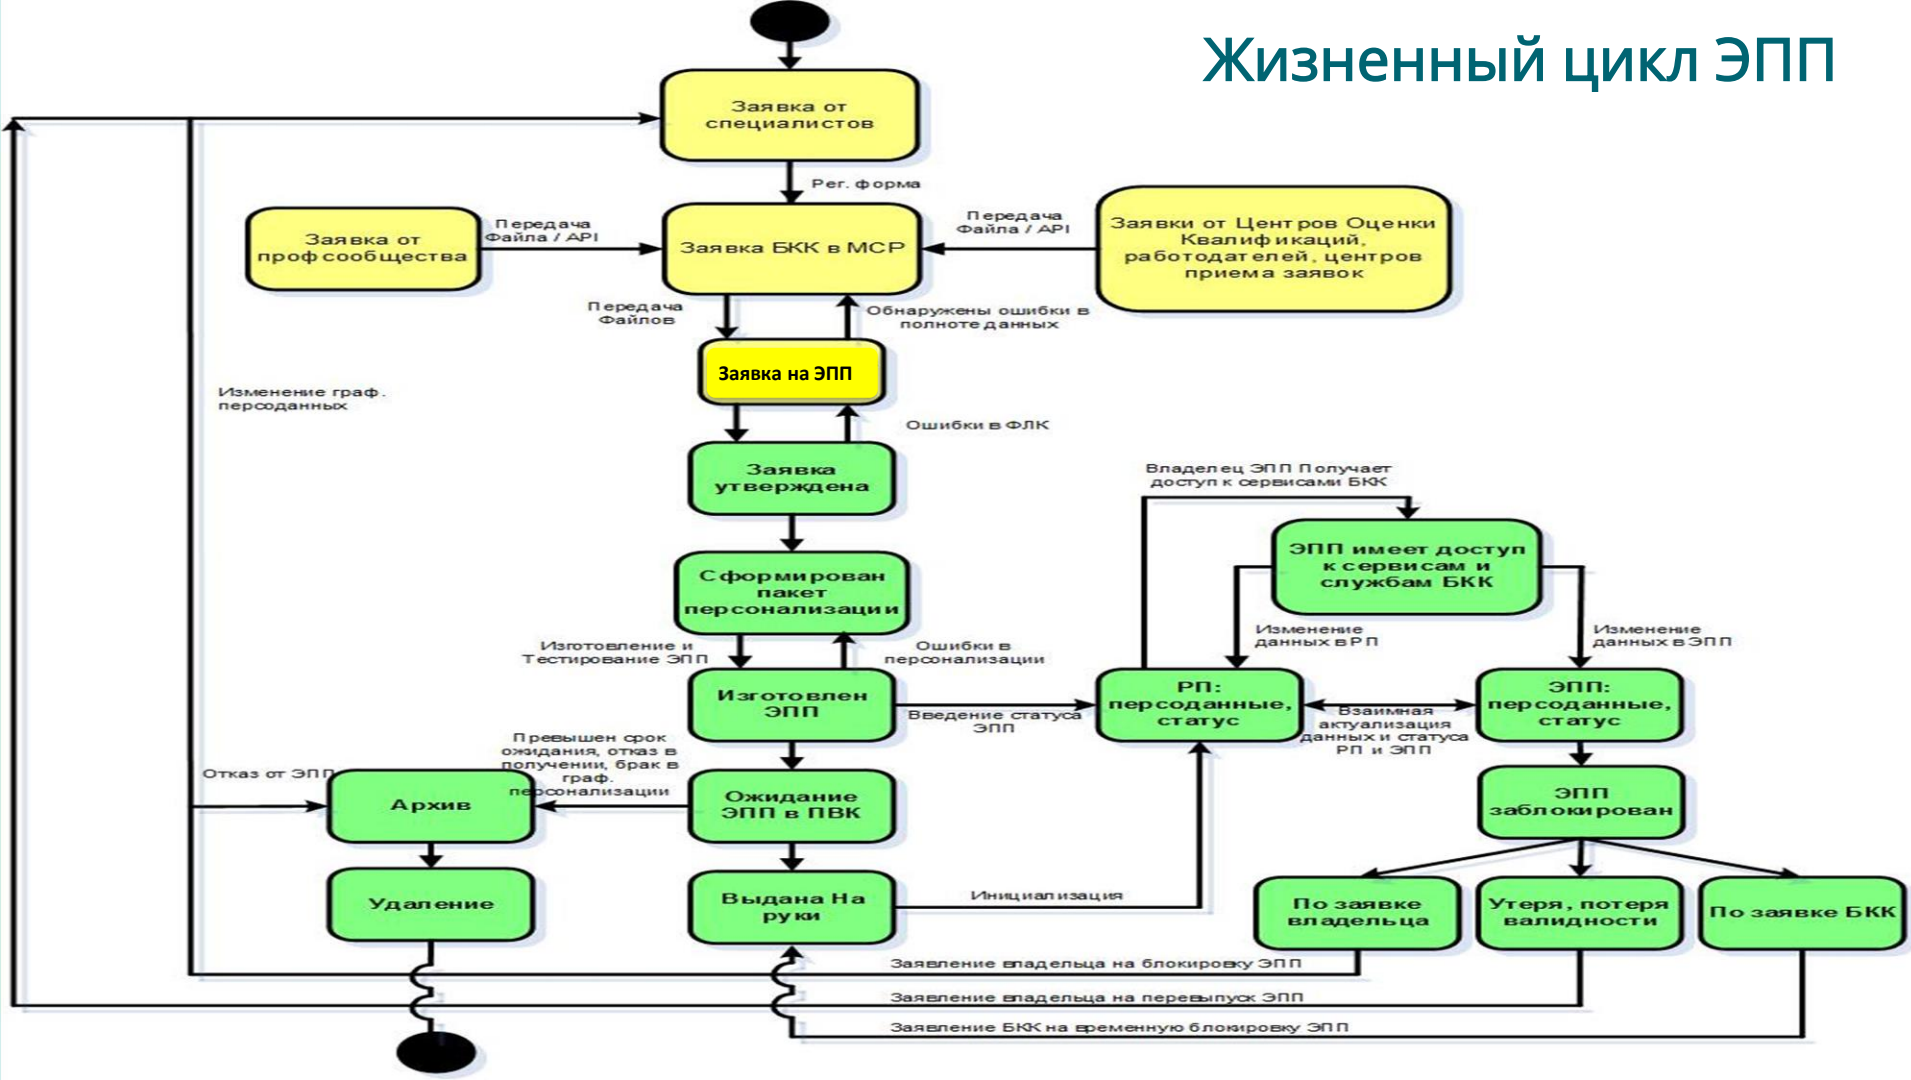 Жизненный цикл ЭПП
Заявка от
специалистов
Рег. форма
Заявка от
профсообщества
Передача
Файла / API
Заявка БКК в МСР
Передача
Файла / API
Заявки от Центров Оценки
Квалификаций,
работодателей, центров
приема заявок
Передача
Файлов
Обнаружены ошибки в
полноте данных
Заявка на ЭПП
Изменение граф.
персоданных
Ошибки в ФЛК
Заявка
утверждена
Владелец ЭПП Получает
доступ к сервисами БКК
ЭПП имеет доступ
к сервисам и
службам БКК
Сформирован
пакет
персонализации
Изготовление и
Тестирование ЭПП
Ошибки в
персонализации
Изменение
данных в РП
Изменение
данных в ЭПП
Изготовлен
ЭПП
Введение статуса
ЭПП
РП:
персоданные,
статус
Взаимная
актуализация
данных и статуса
РП и ЭПП
ЭПП:
персоданные,
статус
Превышен срок
ожидания, отказ в
получении, брак в
граф.
персонализации
Отказ от ЭПП
Архив
Ожидание
ЭПП в ПВК
ЭПП
заблокирован
Удаление
Выдана На
руки
Инициализация
По заявке
владельца
Утеря, потеря
валидности
По заявке БКК
Заявление владельца на блокировку ЭПП
Заявление владельца на перевыпуск ЭПП
Заявление БКК на временную блокировку ЭПП